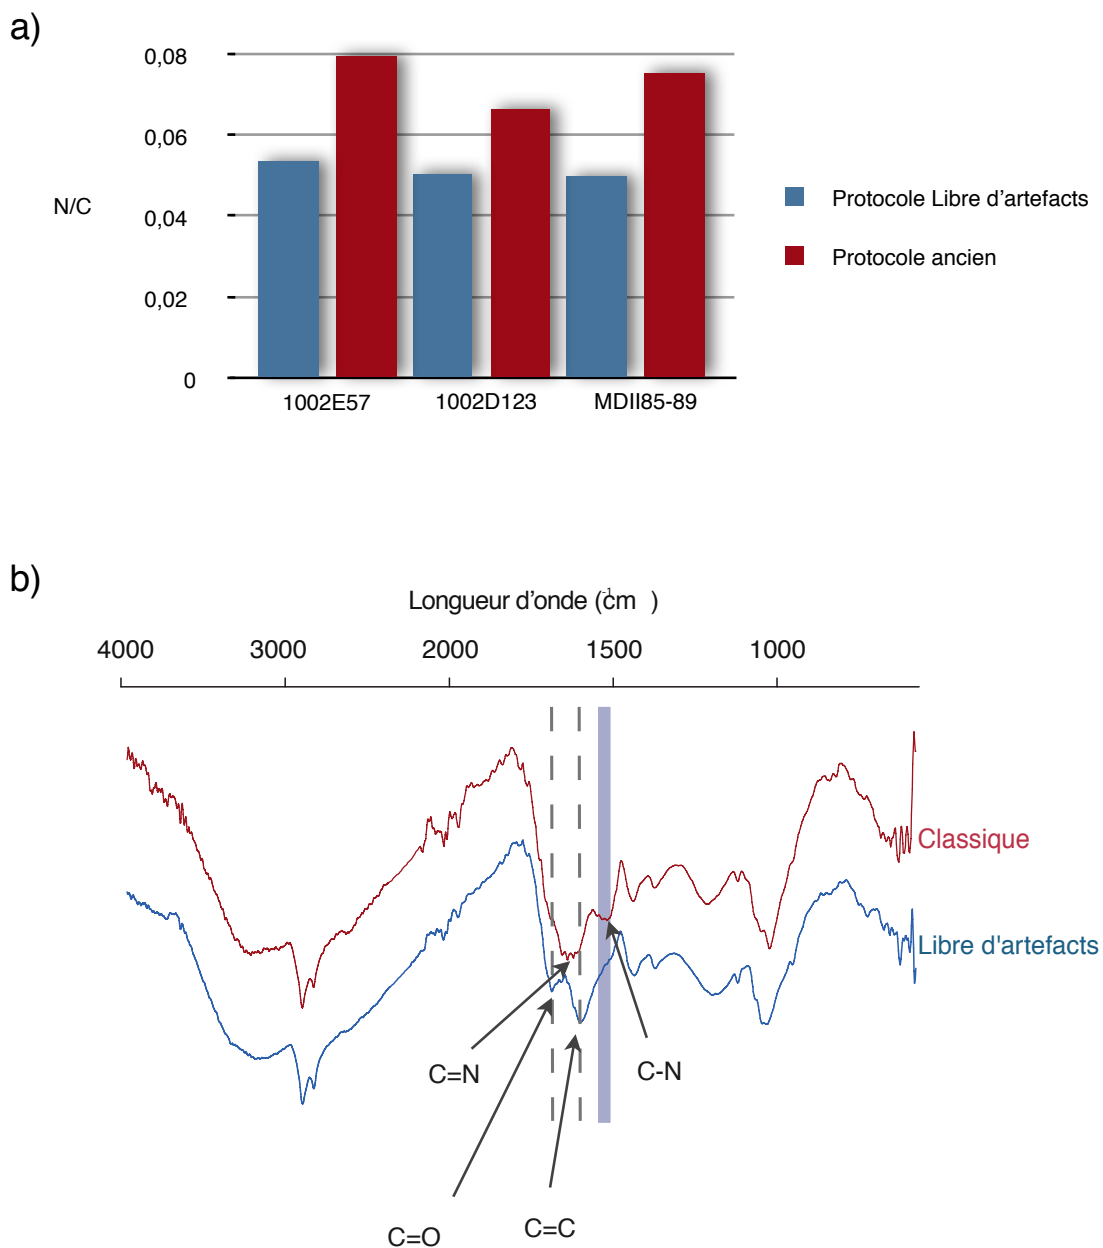 a)
0,08
0,06
N/C
0,04
0,02
0
1002E57
1002D123
MDII85-89
Protocole Libre d'artefacts
Protocole ancien
b)
Longueur d'onde (cm-1)
4000
3000
2000
1500
1000
Classique
Libre d'artefacts
C=N
C-N
C=O
C=C